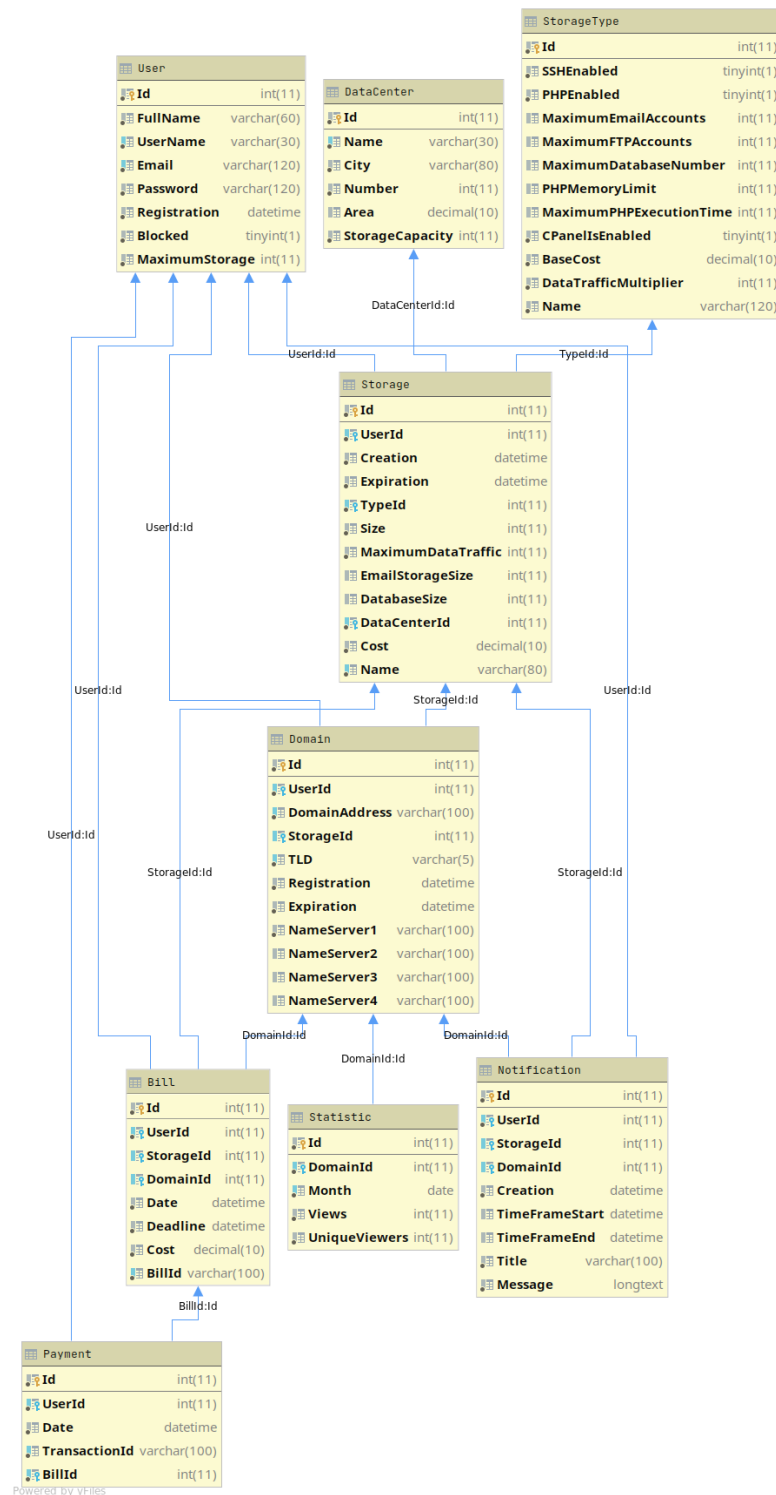 StorageType
Id int(11)
SSHEnabled tinyint(1)
PHPEnabled tinyint(1)
MaximumEmailAccounts int(11)
MaximumFTPAccounts int(11)
MaximumDatabaseNumber int(11)
PHPMemoryLimit int(11)
MaximumPHPExecutionTime int(11)
CPanelIsEnabled tinyint(1)
BaseCost decimal(10)
DataTrafficMultiplier int(11)
Name varchar(120)
User
Id int(11)
FullName varchar(60)
UserName varchar(30)
Email varchar(120)
Password varchar(120)
Registration datetime
Blocked tinyint(1)
MaximumStorage int(11)
DataCenter
Id int(11)
Name varchar(30)
City varchar(80)
Number int(11)
Area decimal(10)
StorageCapacity int(11)
DataCenterId:Id
UserId:Id
TypeId:Id
Storage
Id int(11)
UserId int(11)
Creation datetime
Expiration datetime
TypeId int(11)
Size int(11)
MaximumDataTraffic int(11)
EmailStorageSize int(11)
DatabaseSize int(11)
DataCenterId int(11)
Cost decimal(10)
Name varchar(80)
UserId:Id
UserId:Id
UserId:Id
StorageId:Id
Domain
Id int(11)
UserId int(11)
DomainAddress varchar(100)
StorageId int(11)
TLD varchar(5)
Registration datetime
Expiration datetime
NameServer1 varchar(100)
NameServer2 varchar(100)
NameServer3 varchar(100)
NameServer4 varchar(100)
UserId:Id
StorageId:Id
StorageId:Id
DomainId:Id
DomainId:Id
DomainId:Id
Bill
Id int(11)
UserId int(11)
StorageId int(11)
DomainId int(11)
Date datetime
Deadline datetime
Cost decimal(10)
BillId varchar(100)
Statistic
Id int(11)
DomainId int(11)
Month date
Views int(11)
UniqueViewers int(11)
Notification
Id int(11)
UserId int(11)
StorageId int(11)
DomainId int(11)
Creation datetime
TimeFrameStart datetime
TimeFrameEnd datetime
Title varchar(100)
Message longtext
BillId:Id
Payment
Id int(11)
UserId int(11)
Date datetime
TransactionId varchar(100)
BillId int(11)
Powered by yFiles